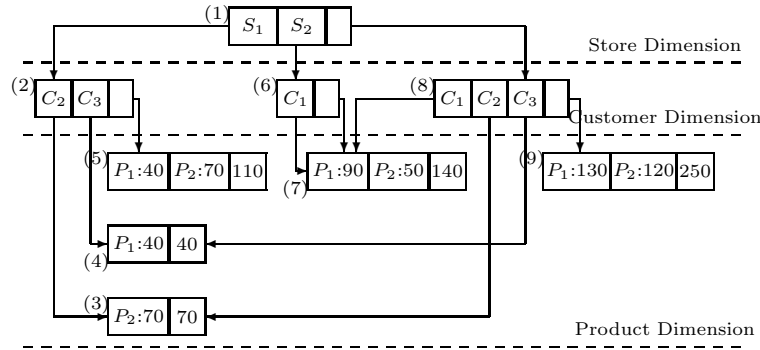 (1) S₁ S₂
Store Dimension
(2) C₂ C₃ (6) C₁ (8) C₁ C₂ C₃
Customer Dimension
(5) P₁:40 P₂:70 110 (7) P₁:90 P₂:50 140 (9) P₁:130 P₂:120 250
(4) P₁:40 40
(3) P₂:70 70
Product Dimension